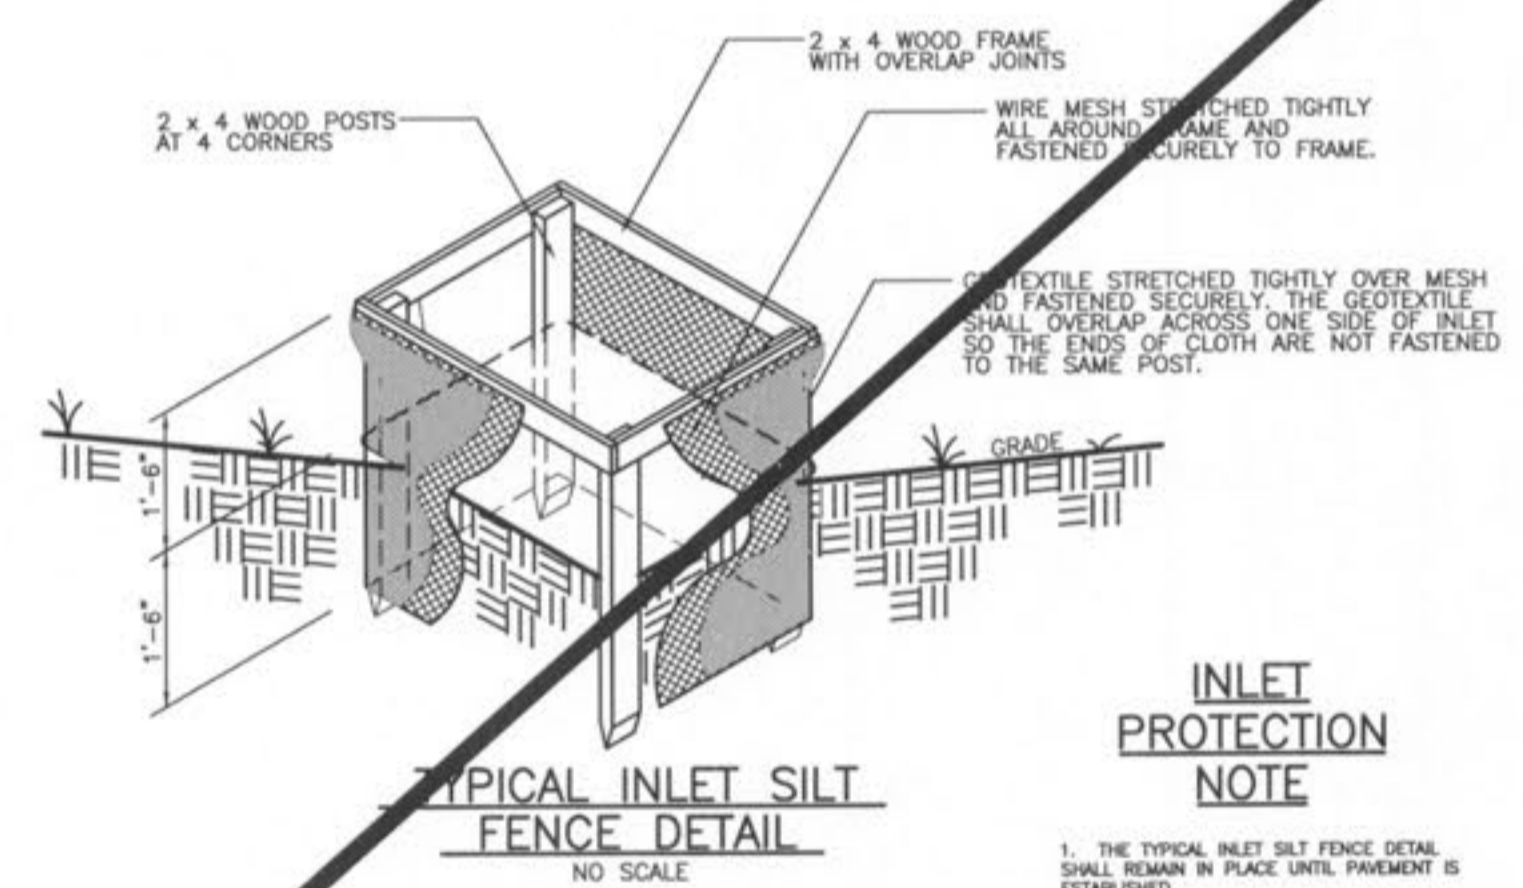 2 x 4 WOOD FRAME
WITH OVERLAP JOINTS
2 x 4 WOOD POSTS
AT 4 CORNERS
WIRE MESH STRETCHED TIGHTLY
ALL AROUND FRAME AND
FASTENED SECURELY TO FRAME.
GEOTEXTILE STRETCHED TIGHTLY OVER MESH
AND FASTENED SECURELY. THE GEOTEXTILE
SHALL OVERLAP ACROSS ONE SIDE OF INLET
SO THE ENDS OF CLOTH ARE NOT FASTENED
TO THE SAME POST.
GRADE
1'-6"
1'-6"
TYPICAL INLET SILT
FENCE DETAIL
NO SCALE
INLET
PROTECTION
NOTE
1. THE TYPICAL INLET SILT FENCE DETAIL
SHALL REMAIN IN PLACE UNTIL PAVEMENT IS
ESTABLISHED